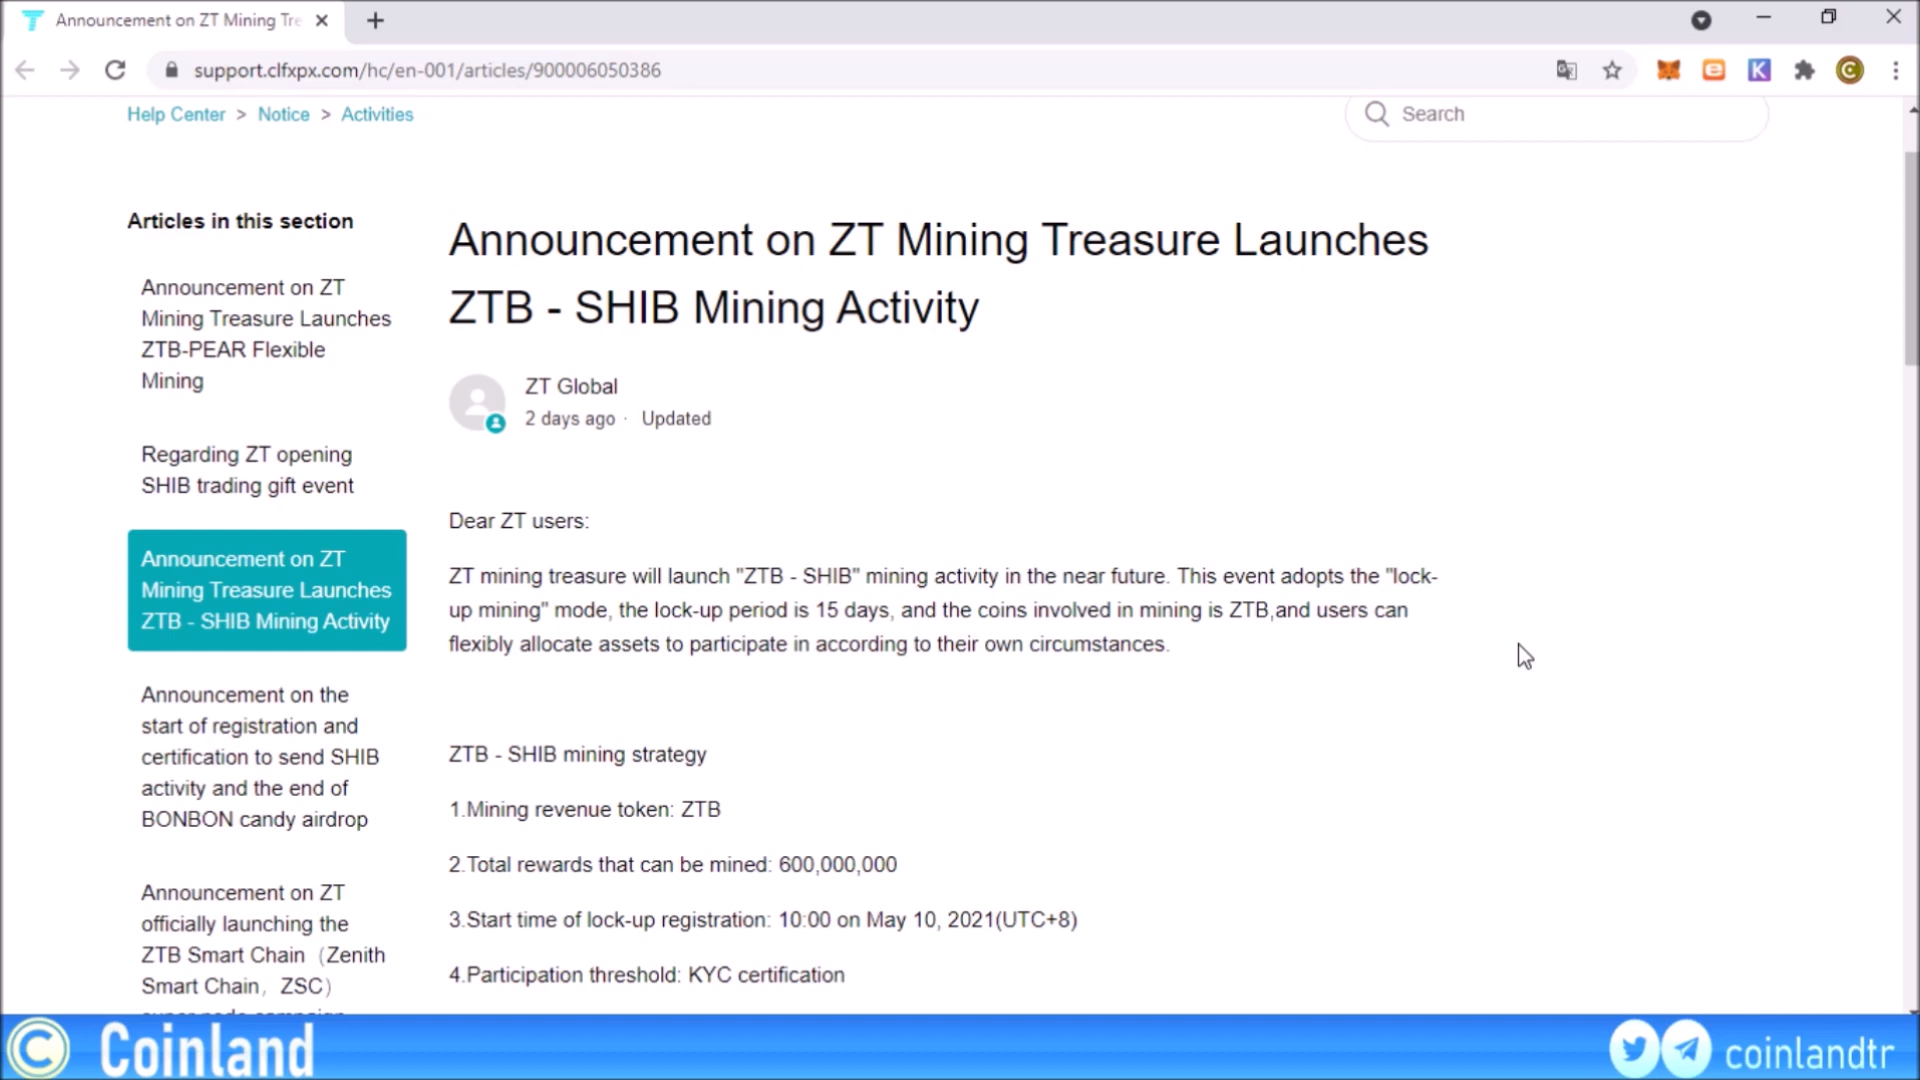 Announcement on ZT Mining Tre
support.clfxpx.com/hc/en-001/articles/900006050386
Help Center > Notice > Activities
Search
Articles in this section
Announcement on ZT
Mining Treasure Launches
ZTB-PEAR Flexible
Mining
Regarding ZT opening
SHIB trading gift event
Announcement on ZT
Mining Treasure Launches
ZTB - SHIB Mining Activity
Announcement on the
start of registration and
certification to send SHIB
activity and the end of
BONBON candy airdrop
Announcement on ZT
officially launching the
ZTB Smart Chain（Zenith
Smart Chain，ZSC）
Announcement on ZT Mining Treasure Launches
ZTB - SHIB Mining Activity
ZT Global
2 days ago · Updated
Dear ZT users:
ZT mining treasure will launch "ZTB - SHIB" mining activity in the near future. This event adopts the "lock-
up mining" mode, the lock-up period is 15 days, and the coins involved in mining is ZTB,and users can
flexibly allocate assets to participate in according to their own circumstances.
ZTB - SHIB mining strategy
1.Mining revenue token: ZTB
2.Total rewards that can be mined: 600,000,000
3.Start time of lock-up registration: 10:00 on May 10, 2021(UTC+8)
4.Participation threshold: KYC certification
Coinland
coinlandtr